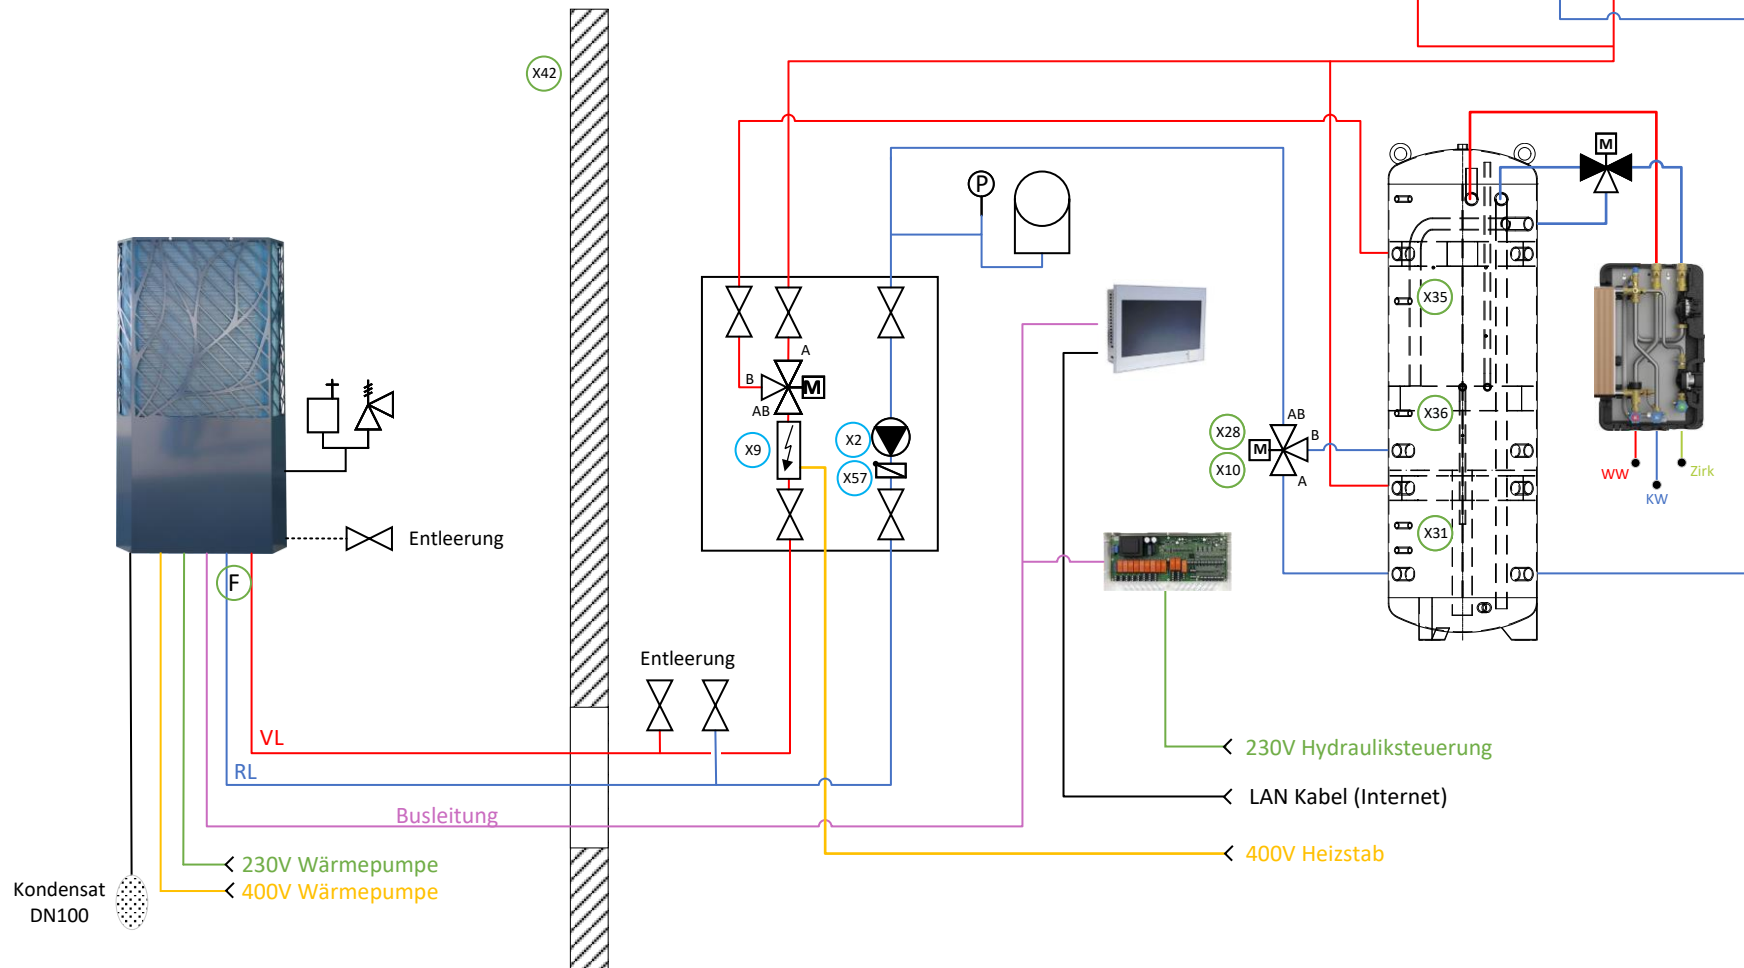 X42
P
M
X35
A
B
M
AB
X36
AB
X28
B
M
X10
A
X9
X2
X57
WW
KW
Zirk
X31
Entleerung
F
Entleerung
VL
RL
Busleitung
230V Hydrauliksteuerung
LAN Kabel (Internet)
400V Heizstab
230V Wärmepumpe
400V Wärmepumpe
Kondensat
DN100